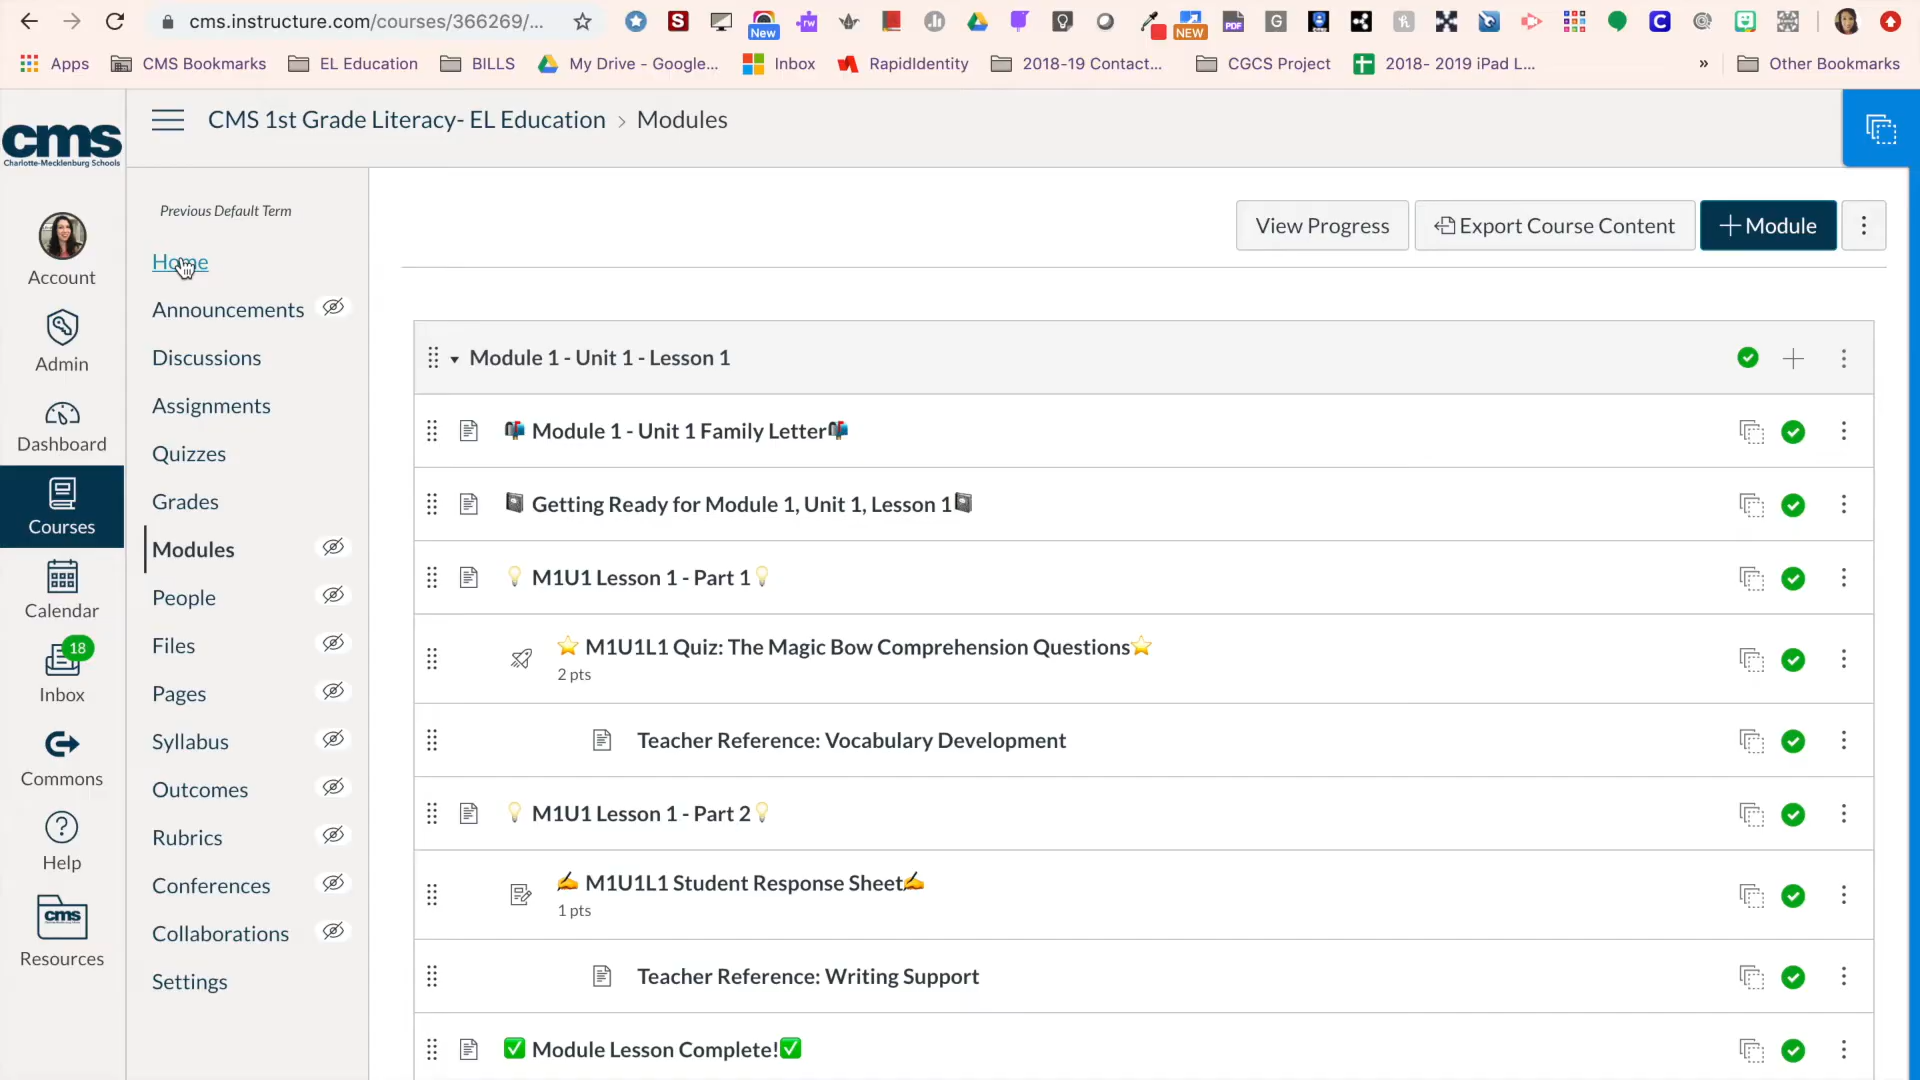 cms.instructure.com/courses/366269/...
New
rw
NEW
PDF
Apps
CMS Bookmarks
EL Education
BILLS
My Drive - Google...
Inbox
RapidIdentity
2018-19 Contact...
CGCS Project
2018- 2019 iPad L...
»
Other Bookmarks
cms
Charlotte-Mecklenburg Schools
CMS 1st Grade Literacy- EL Education › Modules
Account
Admin
Dashboard
Courses
Calendar
18
Inbox
Commons
Help
cms
Resources
Previous Default Term
Home
Announcements
Discussions
Assignments
Quizzes
Grades
Modules
People
Files
Pages
Syllabus
Outcomes
Rubrics
Conferences
Collaborations
Settings
View Progress
Export Course Content
+ Module
Module 1 - Unit 1 - Lesson 1
📬 Module 1 - Unit 1 Family Letter📬
📓 Getting Ready for Module 1, Unit 1, Lesson 1📓
💡 M1U1 Lesson 1 - Part 1💡
⭐ M1U1L1 Quiz: The Magic Bow Comprehension Questions⭐
2 pts
Teacher Reference: Vocabulary Development
💡 M1U1 Lesson 1 - Part 2💡
✍ M1U1L1 Student Response Sheet✍
1 pts
Teacher Reference: Writing Support
✅ Module Lesson Complete!✅